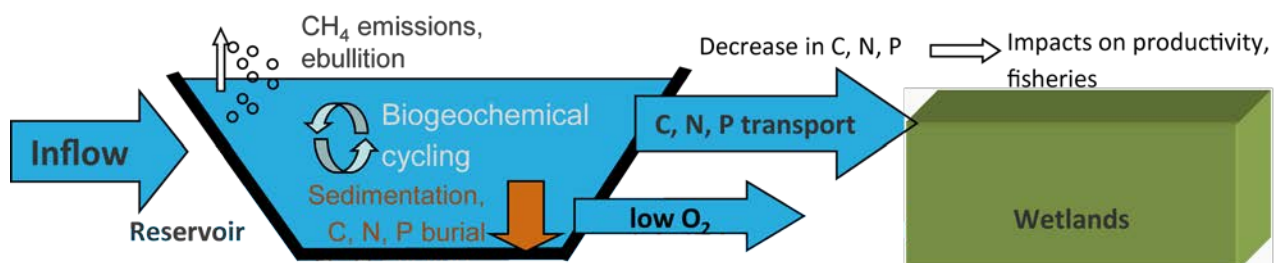 CH₄ emissions,
ebullition
Decrease in C, N, P
Impacts on productivity,
fisheries
Inflow
Biogeochemical
cycling
C, N, P transport
Sedimentation,
C, N, P burial
Reservoir
low O₂
Wetlands